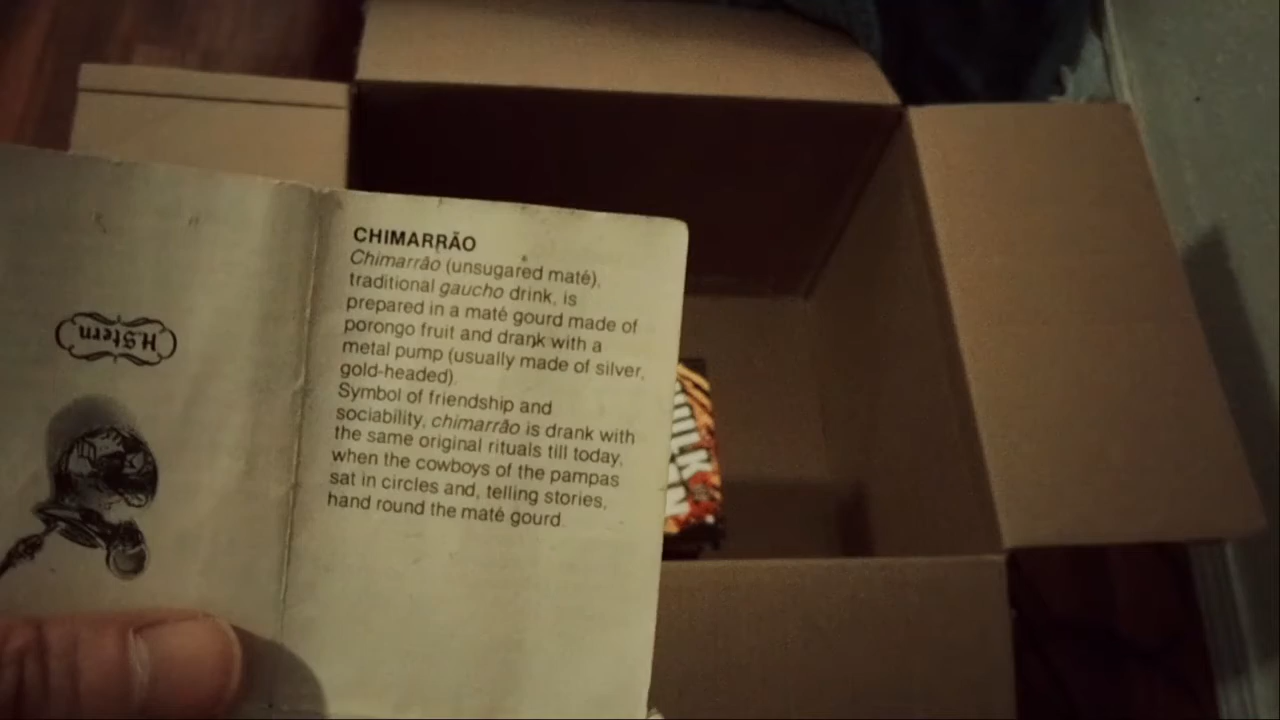 H.Stern
CHIMARRÃO
Chimarrão (unsugared maté),
traditional gaucho drink, is
prepared in a maté gourd made of
porongo fruit and drank with a
metal pump (usually made of silver,
gold-headed).
Symbol of friendship and
sociability, chimarrão is drank with
the same original rituals till today,
when the cowboys of the pampas
sat in circles and, telling stories,
hand round the maté gourd.